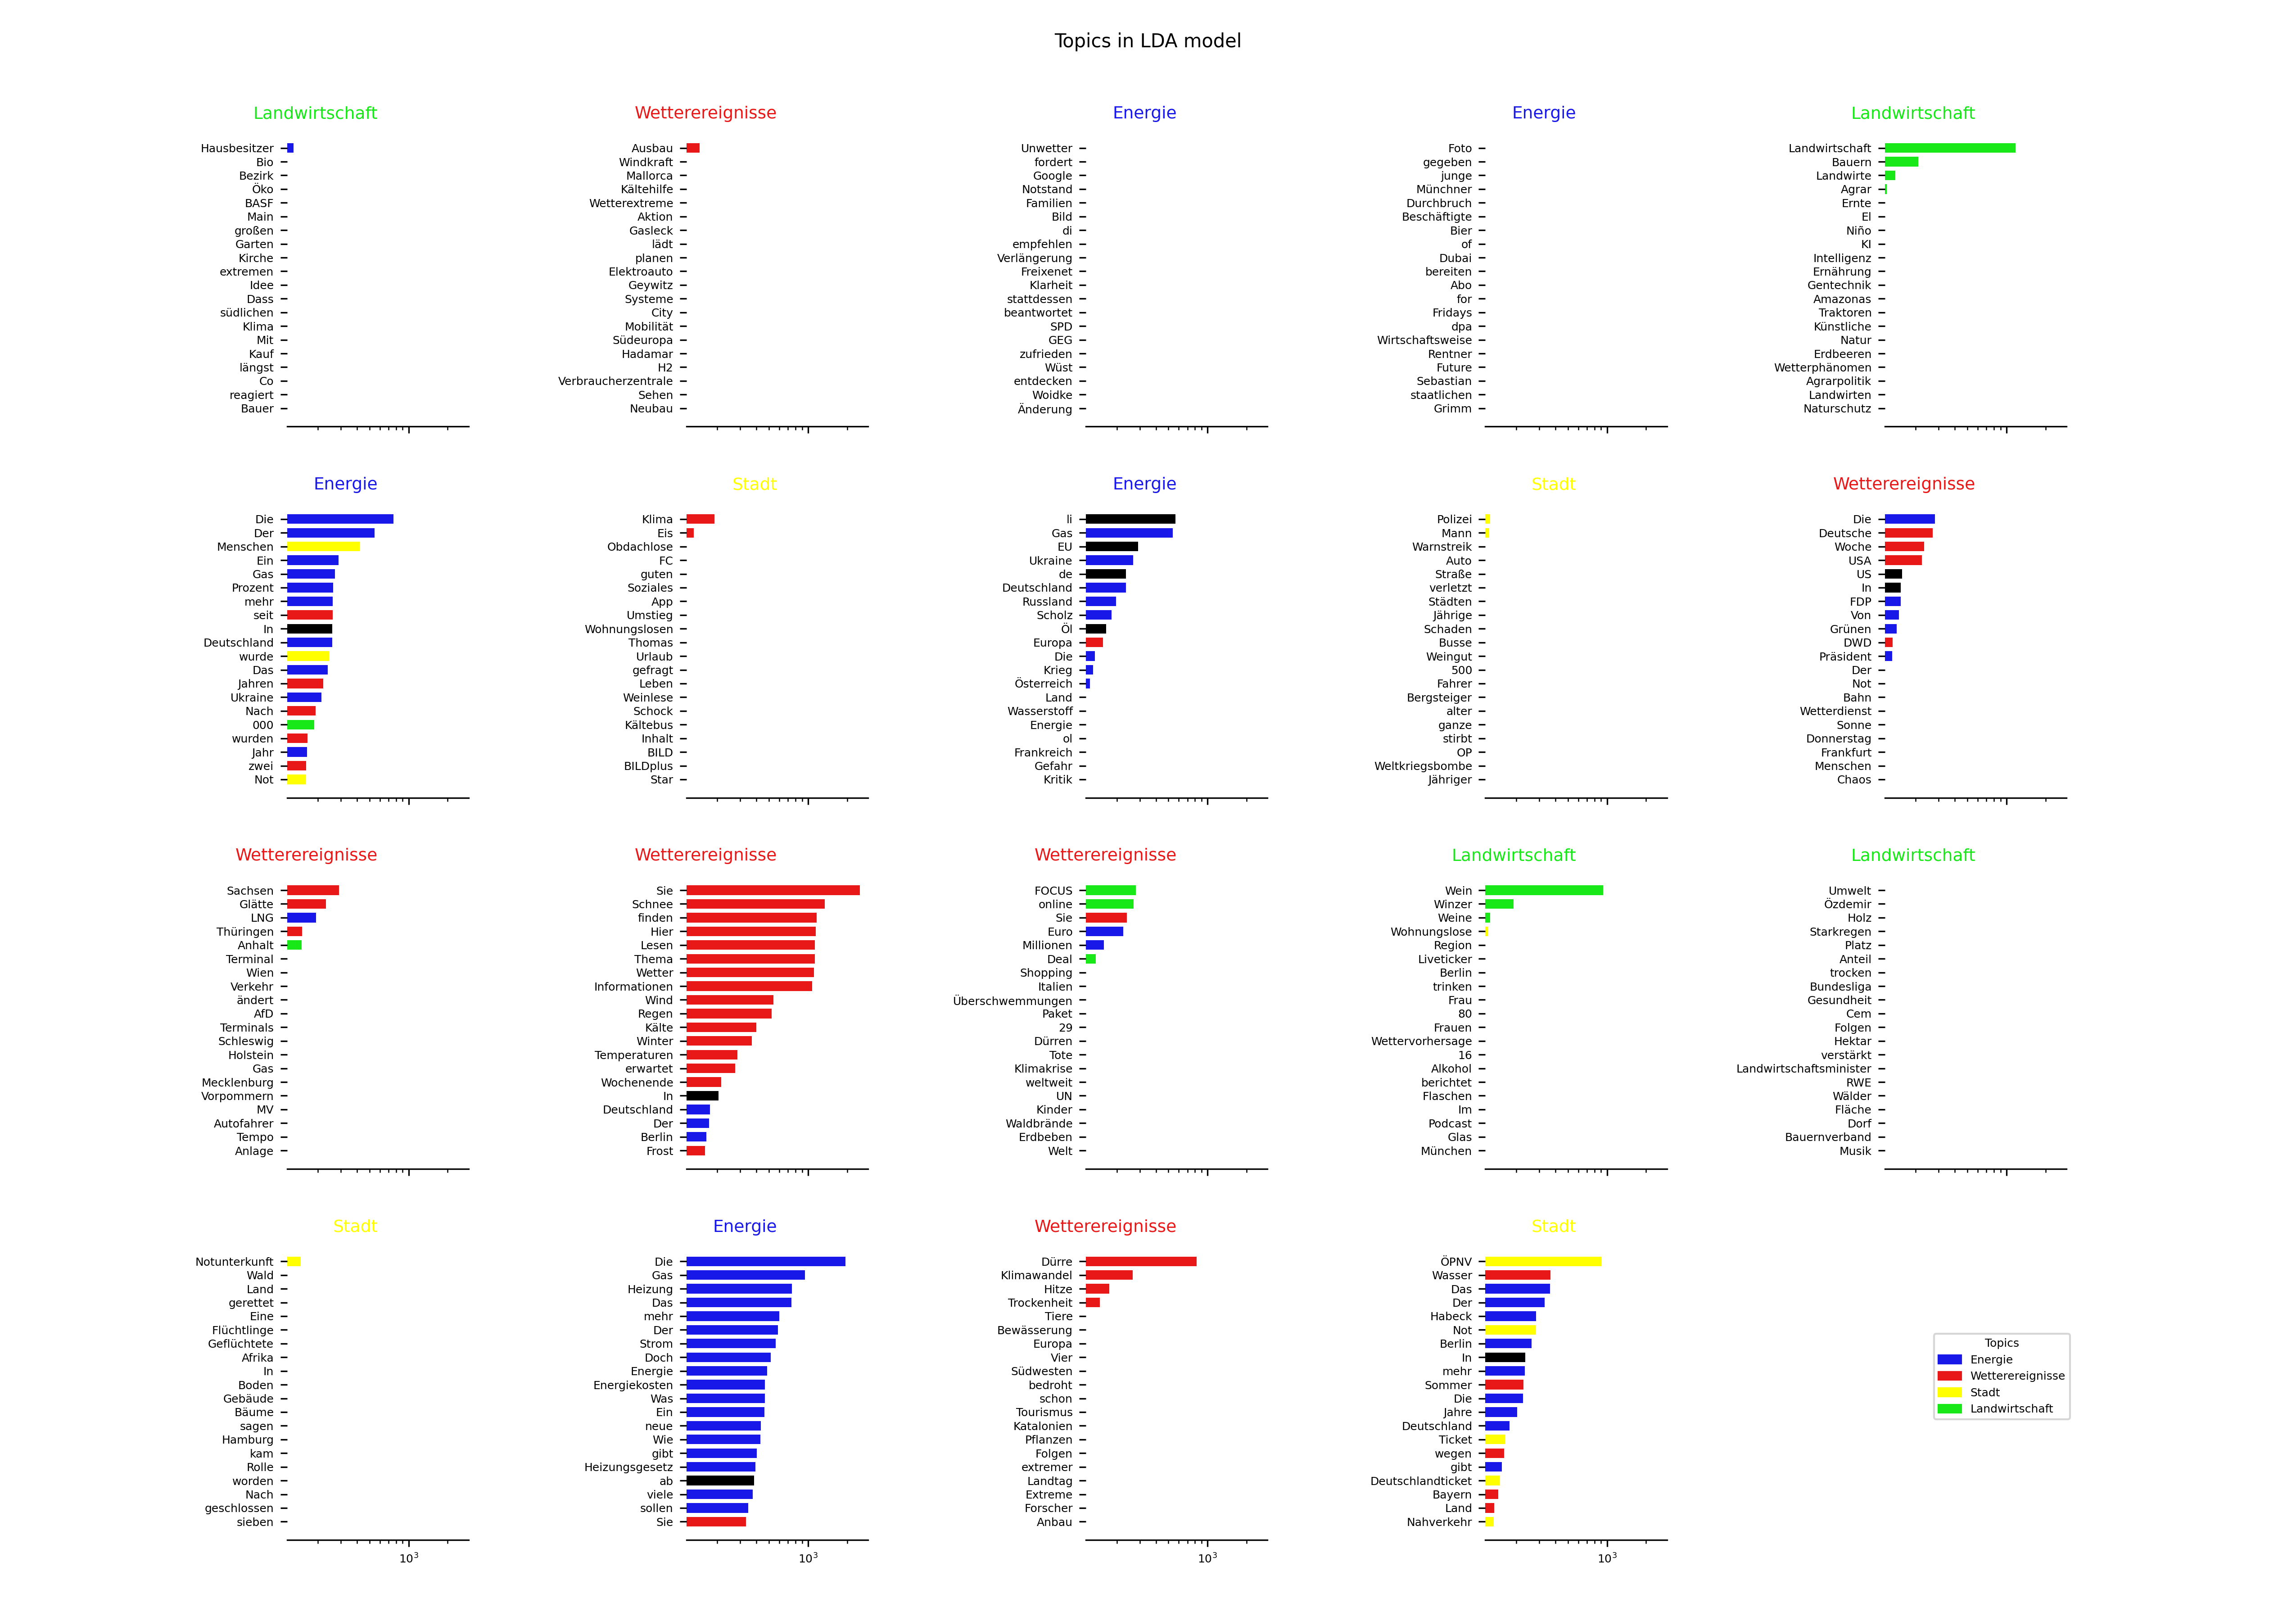 Topics in LDA model
Landwirtschaft
Hausbesitzer
Bio
Bezirk
Öko
BASF
Main
großen
Garten
Kirche
extremen
Idee
Dass
südlichen
Klima
Mit
Kauf
längst
Co
reagiert
Bauer
Wetterereignisse
Ausbau
Windkraft
Mallorca
Kältehilfe
Wetterextreme
Aktion
Gasleck
lädt
planen
Elektroauto
Geywitz
Systeme
City
Mobilität
Südeuropa
Hadamar
H2
Verbraucherzentrale
Sehen
Neubau
Energie
Unwetter
fordert
Google
Notstand
Familien
Bild
di
empfehlen
Verlängerung
Freixenet
Klarheit
stattdessen
beantwortet
SPD
GEG
zufrieden
Wüst
entdecken
Woidke
Änderung
Energie
Foto
gegeben
junge
Münchner
Durchbruch
Beschäftigte
Bier
of
Dubai
bereiten
Abo
for
Fridays
dpa
Wirtschaftsweise
Rentner
Future
Sebastian
staatlichen
Grimm
Landwirtschaft
Landwirtschaft
Bauern
Landwirte
Agrar
Ernte
El
Niño
KI
Intelligenz
Ernährung
Gentechnik
Amazonas
Traktoren
Künstliche
Natur
Erdbeeren
Wetterphänomen
Agrarpolitik
Landwirten
Naturschutz
Energie
Die
Der
Menschen
Ein
Gas
Prozent
mehr
seit
In
Deutschland
wurde
Das
Jahren
Ukraine
Nach
000
wurden
Jahr
zwei
Not
Stadt
Klima
Eis
Obdachlose
FC
guten
Soziales
App
Umstieg
Wohnungslosen
Thomas
Urlaub
gefragt
Leben
Weinlese
Schock
Kältebus
Inhalt
BILD
BILDplus
Star
Energie
li
Gas
EU
Ukraine
de
Deutschland
Russland
Scholz
Öl
Europa
Die
Krieg
Österreich
Land
Wasserstoff
Energie
ol
Frankreich
Gefahr
Kritik
Stadt
Polizei
Mann
Warnstreik
Auto
Straße
verletzt
Städten
Jährige
Schaden
Busse
Weingut
500
Fahrer
Bergsteiger
alter
ganze
stirbt
OP
Weltkriegsbombe
Jähriger
Wetterereignisse
Die
Deutsche
Woche
USA
US
In
FDP
Von
Grünen
DWD
Präsident
Der
Not
Bahn
Wetterdienst
Sonne
Donnerstag
Frankfurt
Menschen
Chaos
Wetterereignisse
Sachsen
Glätte
LNG
Thüringen
Anhalt
Terminal
Wien
Verkehr
ändert
AfD
Terminals
Schleswig
Holstein
Gas
Mecklenburg
Vorpommern
MV
Autofahrer
Tempo
Anlage
Wetterereignisse
Sie
Schnee
finden
Hier
Lesen
Thema
Wetter
Informationen
Wind
Regen
Kälte
Winter
Temperaturen
erwartet
Wochenende
In
Deutschland
Der
Berlin
Frost
Wetterereignisse
FOCUS
online
Sie
Euro
Millionen
Deal
Shopping
Italien
Überschwemmungen
Paket
29
Dürren
Tote
Klimakrise
weltweit
UN
Kinder
Waldbrände
Erdbeben
Welt
Landwirtschaft
Wein
Winzer
Weine
Wohnungslose
Region
Liveticker
Berlin
trinken
Frau
80
Frauen
Wettervorhersage
16
Alkohol
berichtet
Flaschen
Im
Podcast
Glas
München
Landwirtschaft
Umwelt
Özdemir
Holz
Starkregen
Platz
Anteil
trocken
Bundesliga
Gesundheit
Cem
Folgen
Hektar
verstärkt
Landwirtschaftsminister
RWE
Wälder
Fläche
Dorf
Bauernverband
Musik
Stadt
Notunterkunft
Wald
Land
gerettet
Eine
Flüchtlinge
Geflüchtete
Afrika
In
Boden
Gebäude
Bäume
sagen
Hamburg
kam
Rolle
worden
Nach
geschlossen
sieben
10³
Energie
Die
Gas
Heizung
Das
mehr
Der
Strom
Doch
Energie
Energiekosten
Was
Ein
neue
Wie
gibt
Heizungsgesetz
ab
viele
sollen
Sie
10³
Wetterereignisse
Dürre
Klimawandel
Hitze
Trockenheit
Tiere
Bewässerung
Europa
Vier
Südwesten
bedroht
schon
Tourismus
Katalonien
Pflanzen
Folgen
extremer
Landtag
Extreme
Forscher
Anbau
10³
Stadt
ÖPNV
Wasser
Das
Der
Habeck
Not
Berlin
In
mehr
Sommer
Die
Jahre
Deutschland
Ticket
wegen
gibt
Deutschlandticket
Bayern
Land
Nahverkehr
10³
Topics
Energie
Wetterereignisse
Stadt
Landwirtschaft